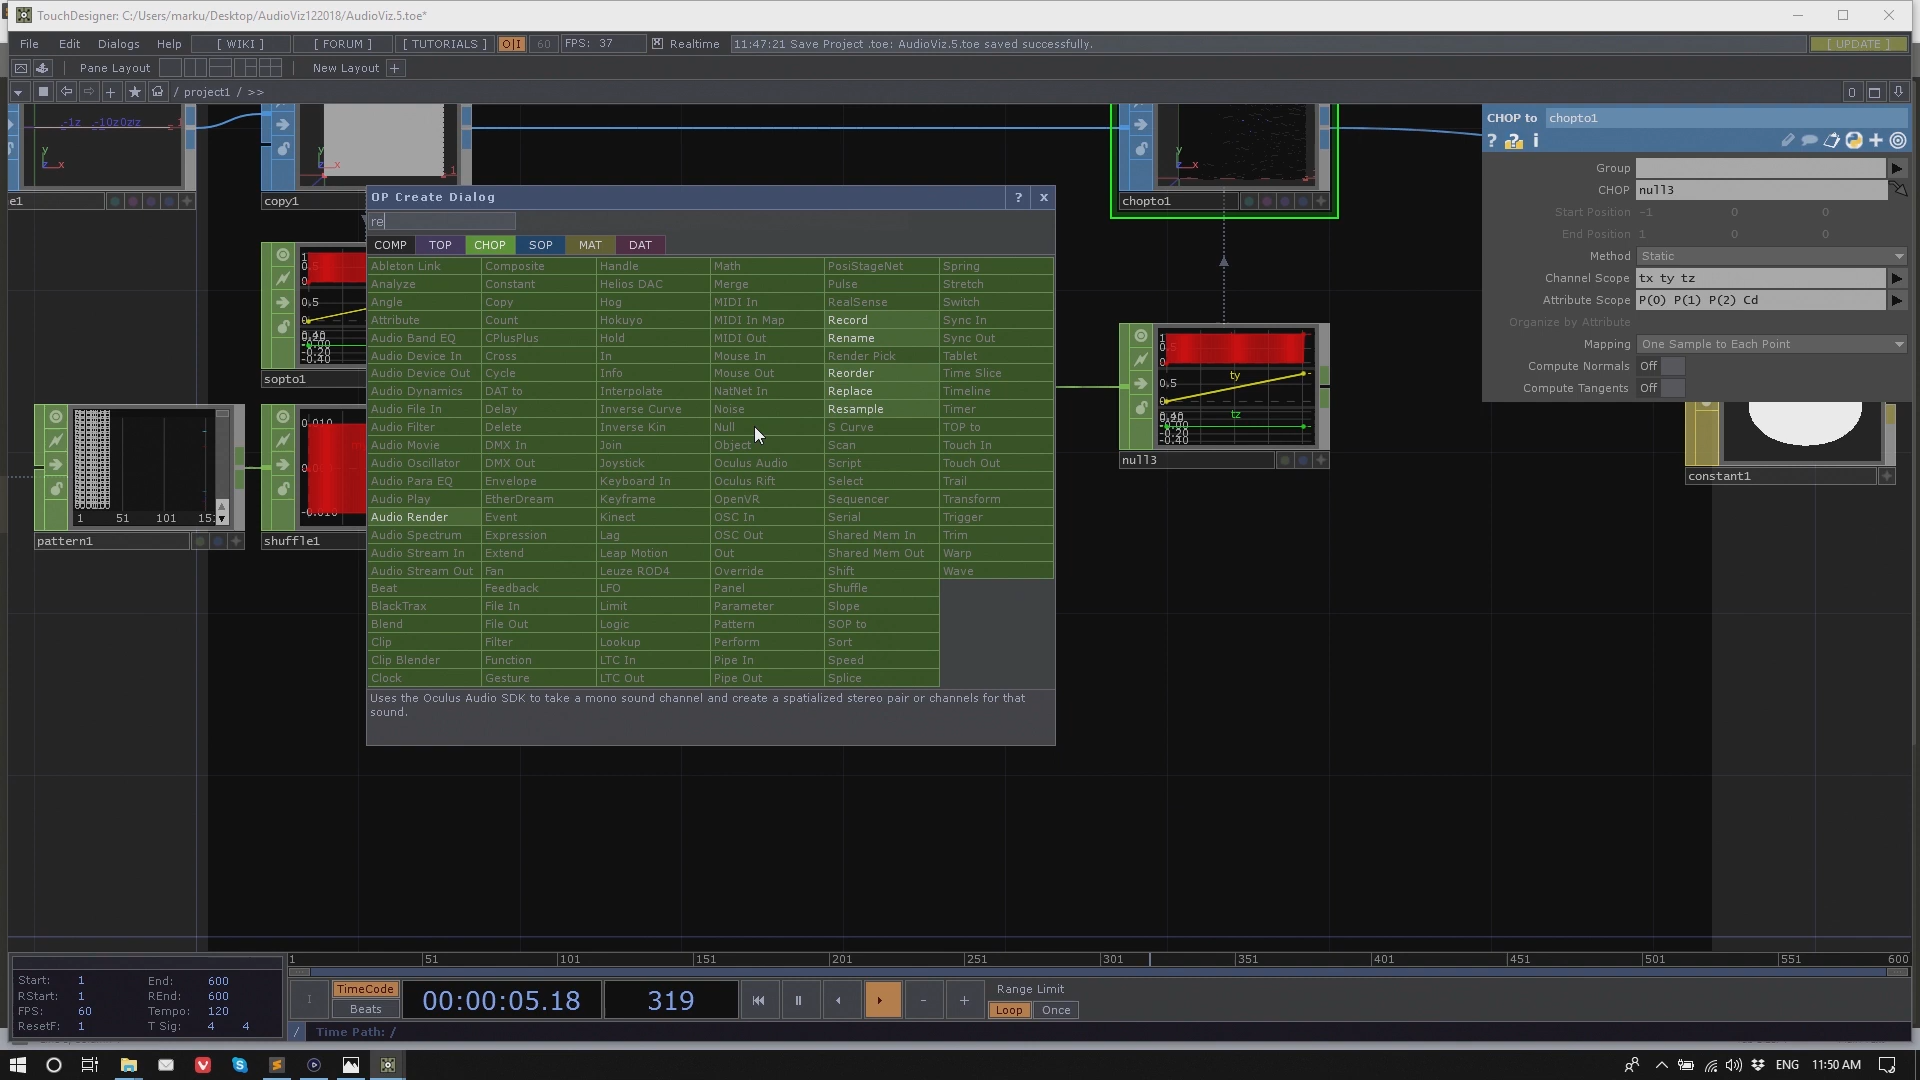 TouchDesigner: C:/Users/marku/Desktop/AudioViz122018/AudioViz.5.toe*
File Edit Dialogs Help [ WIKI ] [ FORUM ] [ TUTORIALS ] O|I 60 FPS: 37 Realtime 11:47:21 Save Project .toe: AudioViz.5.toe saved successfully. [ UPDATE ]
Pane Layout New Layout +
/ project1 / >>
e1
copy1
chopto1
sopto1
pattern1
shuffle1
null3
constant1
1 51 101 15
ty
tz
OP Create Dialog ? x
re
COMP TOP CHOP SOP MAT DAT
Ableton Link Composite Handle Math PosiStageNet Spring
Analyze Constant Helios DAC Merge Pulse Stretch
Angle Copy Hog MIDI In RealSense Switch
Attribute Count Hokuyo MIDI In Map Record Sync In
Audio Band EQ CPlusPlus Hold MIDI Out Rename Sync Out
Audio Device In Cross In Mouse In Render Pick Tablet
Audio Device Out Cycle Info Mouse Out Reorder Time Slice
Audio Dynamics DAT to Interpolate NatNet In Replace Timeline
Audio File In Delay Inverse Curve Noise Resample Timer
Audio Filter Delete Inverse Kin Null S Curve TOP to
Audio Movie DMX In Join Object Scan Touch In
Audio Oscillator DMX Out Joystick Oculus Audio Script Touch Out
Audio Para EQ Envelope Keyboard In Oculus Rift Select Trail
Audio Play EtherDream Keyframe OpenVR Sequencer Transform
Audio Render Event Kinect OSC In Serial Trigger
Audio Spectrum Expression Lag OSC Out Shared Mem In Trim
Audio Stream In Extend Leap Motion Out Shared Mem Out Warp
Audio Stream Out Fan Leuze ROD4 Override Shift Wave
Beat Feedback LFO Panel Shuffle
BlackTrax File In Limit Parameter Slope
Blend File Out Logic Pattern SOP to
Clip Filter Lookup Perform Sort
Clip Blender Function LTC In Pipe In Speed
Clock Gesture LTC Out Pipe Out Splice
Uses the Oculus Audio SDK to take a mono sound channel and create a spatialized stereo pair or channels for that
sound.
CHOP to chopto1
Group
CHOP null3
Start Position -1 0 0
End Position 1 0 0
Method Static
Channel Scope tx ty tz
Attribute Scope P(0) P(1) P(2) Cd
Organize by Attribute
Mapping One Sample to Each Point
Compute Normals Off
Compute Tangents Off
1 51 101 151 201 251 301 351 401 451 501 551 600
Start: 1 End: 600
RStart: 1 REnd: 600
FPS: 60 Tempo: 120
ResetF: 1 T Sig: 4 4
TimeCode
Beats
00:00:05.18 319
Range Limit
Loop Once
/ Time Path: /
ENG 11:50 AM